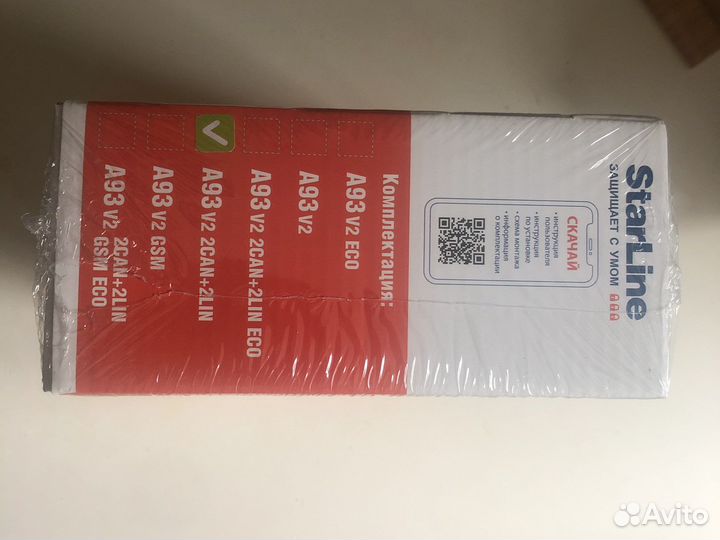 StarLine
ЗАЩИЩАЕТ С УМОМ
СКАЧАЙ
• инструкция
пользователя
• инструкция
по установке
• схема монтажа
• информация
о комплектации
Комплектация:
A93 V2 ECO
A93 V2
A93 V2 2CAN+2LIN ECO
A93 V2 2CAN+2LIN
A93 V2 GSM
A93 V2 2CAN+2LIN
GSM ECO
Avito